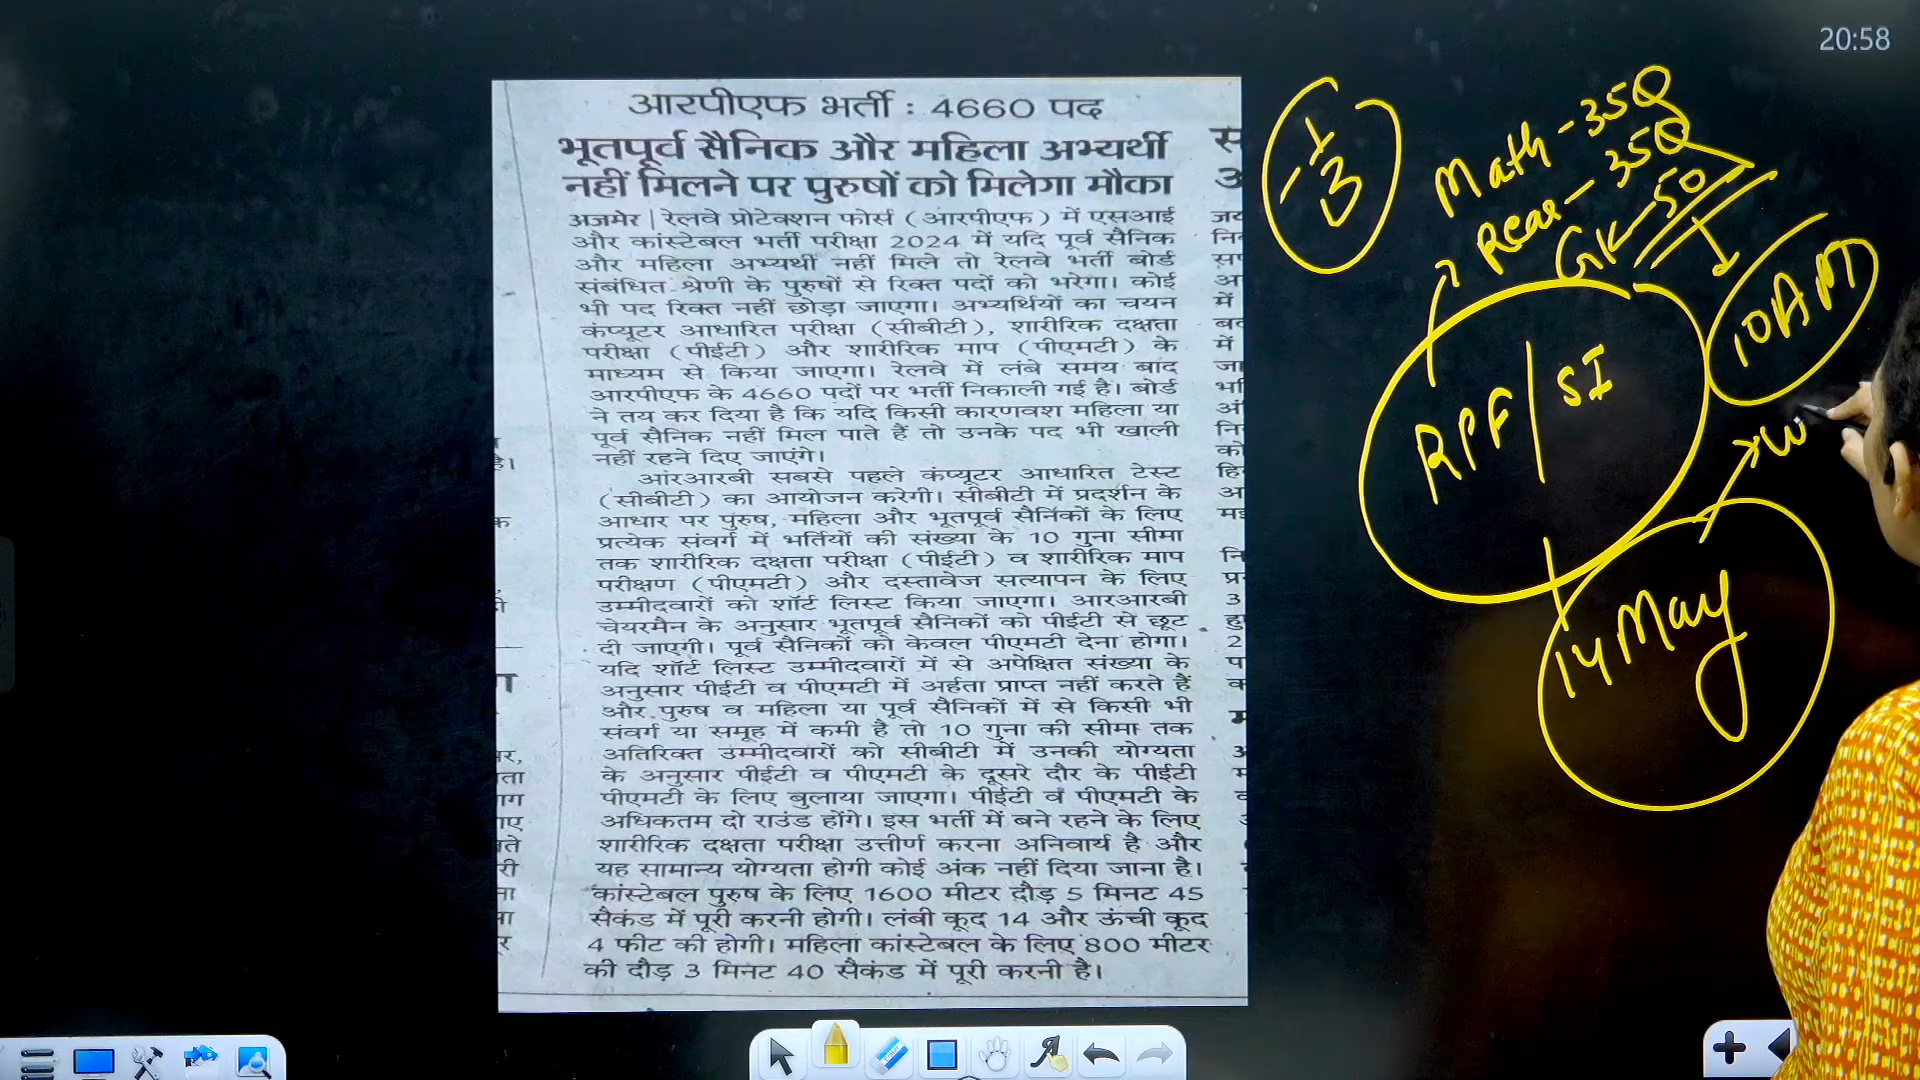 20:58
आरपीएफ भर्ती : 4660 पद
भूतपूर्व सैनिक और महिला अभ्यर्थी
नहीं मिलने पर पुरुषों को मिलेगा मौका
अजमेर | रेलवे प्रोटेक्शन फोर्स (आरपीएफ) में एसआई
और कांस्टेबल भर्ती परीक्षा 2024 में यदि पूर्व सैनिक
और महिला अभ्यर्थी नहीं मिले तो रेलवे भर्ती बोर्ड
संबंधित श्रेणी के पुरुषों से रिक्त पदों को भरेगा। कोई
भी पद रिक्त नहीं छोड़ा जाएगा। अभ्यर्थियों का चयन
कंप्यूटर आधारित परीक्षा (सीबीटी), शारीरिक दक्षता
परीक्षा (पीईटी) और शारीरिक माप (पीएमटी) के
माध्यम से किया जाएगा। रेलवे में लंबे समय बाद
आरपीएफ के 4660 पदों पर भर्ती निकाली गई है। बोर्ड
ने तय कर दिया है कि यदि किसी कारणवश महिला या
पूर्व सैनिक नहीं मिल पाते हैं तो उनके पद भी खाली
नहीं रहने दिए जाएंगे।
आरआरबी सबसे पहले कंप्यूटर आधारित टेस्ट
(सीबीटी) का आयोजन करेगी। सीबीटी में प्रदर्शन के
आधार पर पुरुष, महिला और भूतपूर्व सैनिकों के लिए
प्रत्येक संवर्ग में भर्तियों की संख्या के 10 गुना सीमा
तक शारीरिक दक्षता परीक्षा (पीईटी) व शारीरिक माप
परीक्षण (पीएमटी) और दस्तावेज सत्यापन के लिए
उम्मीदवारों को शॉर्ट लिस्ट किया जाएगा। आरआरबी
चेयरमैन के अनुसार भूतपूर्व सैनिकों को पीईटी से छूट
दी जाएगी। पूर्व सैनिकों को केवल पीएमटी देना होगा।
यदि शॉर्ट लिस्ट उम्मीदवारों में से अपेक्षित संख्या के
अनुसार पीईटी व पीएमटी में अर्हता प्राप्त नहीं करते हैं
और पुरुष व महिला या पूर्व सैनिकों में से किसी भी
संवर्ग या समूह में कमी है तो 10 गुना की सीमा तक
अतिरिक्त उम्मीदवारों को सीबीटी में उनकी योग्यता
के अनुसार पीईटी व पीएमटी के दूसरे दौर के पीईटी
पीएमटी के लिए बुलाया जाएगा। पीईटी व पीएमटी के
अधिकतम दो राउंड होंगे। इस भर्ती में बने रहने के लिए
शारीरिक दक्षता परीक्षा उत्तीर्ण करना अनिवार्य है और
यह सामान्य योग्यता होगी कोई अंक नहीं दिया जाना है।
कांस्टेबल पुरुष के लिए 1600 मीटर दौड़ 5 मिनट 45
सैकंड में पूरी करनी होगी। लंबी कूद 14 और ऊंची कूद
4 फीट की होगी। महिला कांस्टेबल के लिए 800 मीटर
की दौड़ 3 मिनट 40 सैकंड में पूरी करनी है।
-1/3
Math - 35Q
Reas - 35Q
GK - 50
10AM
RPF/SI
14 May